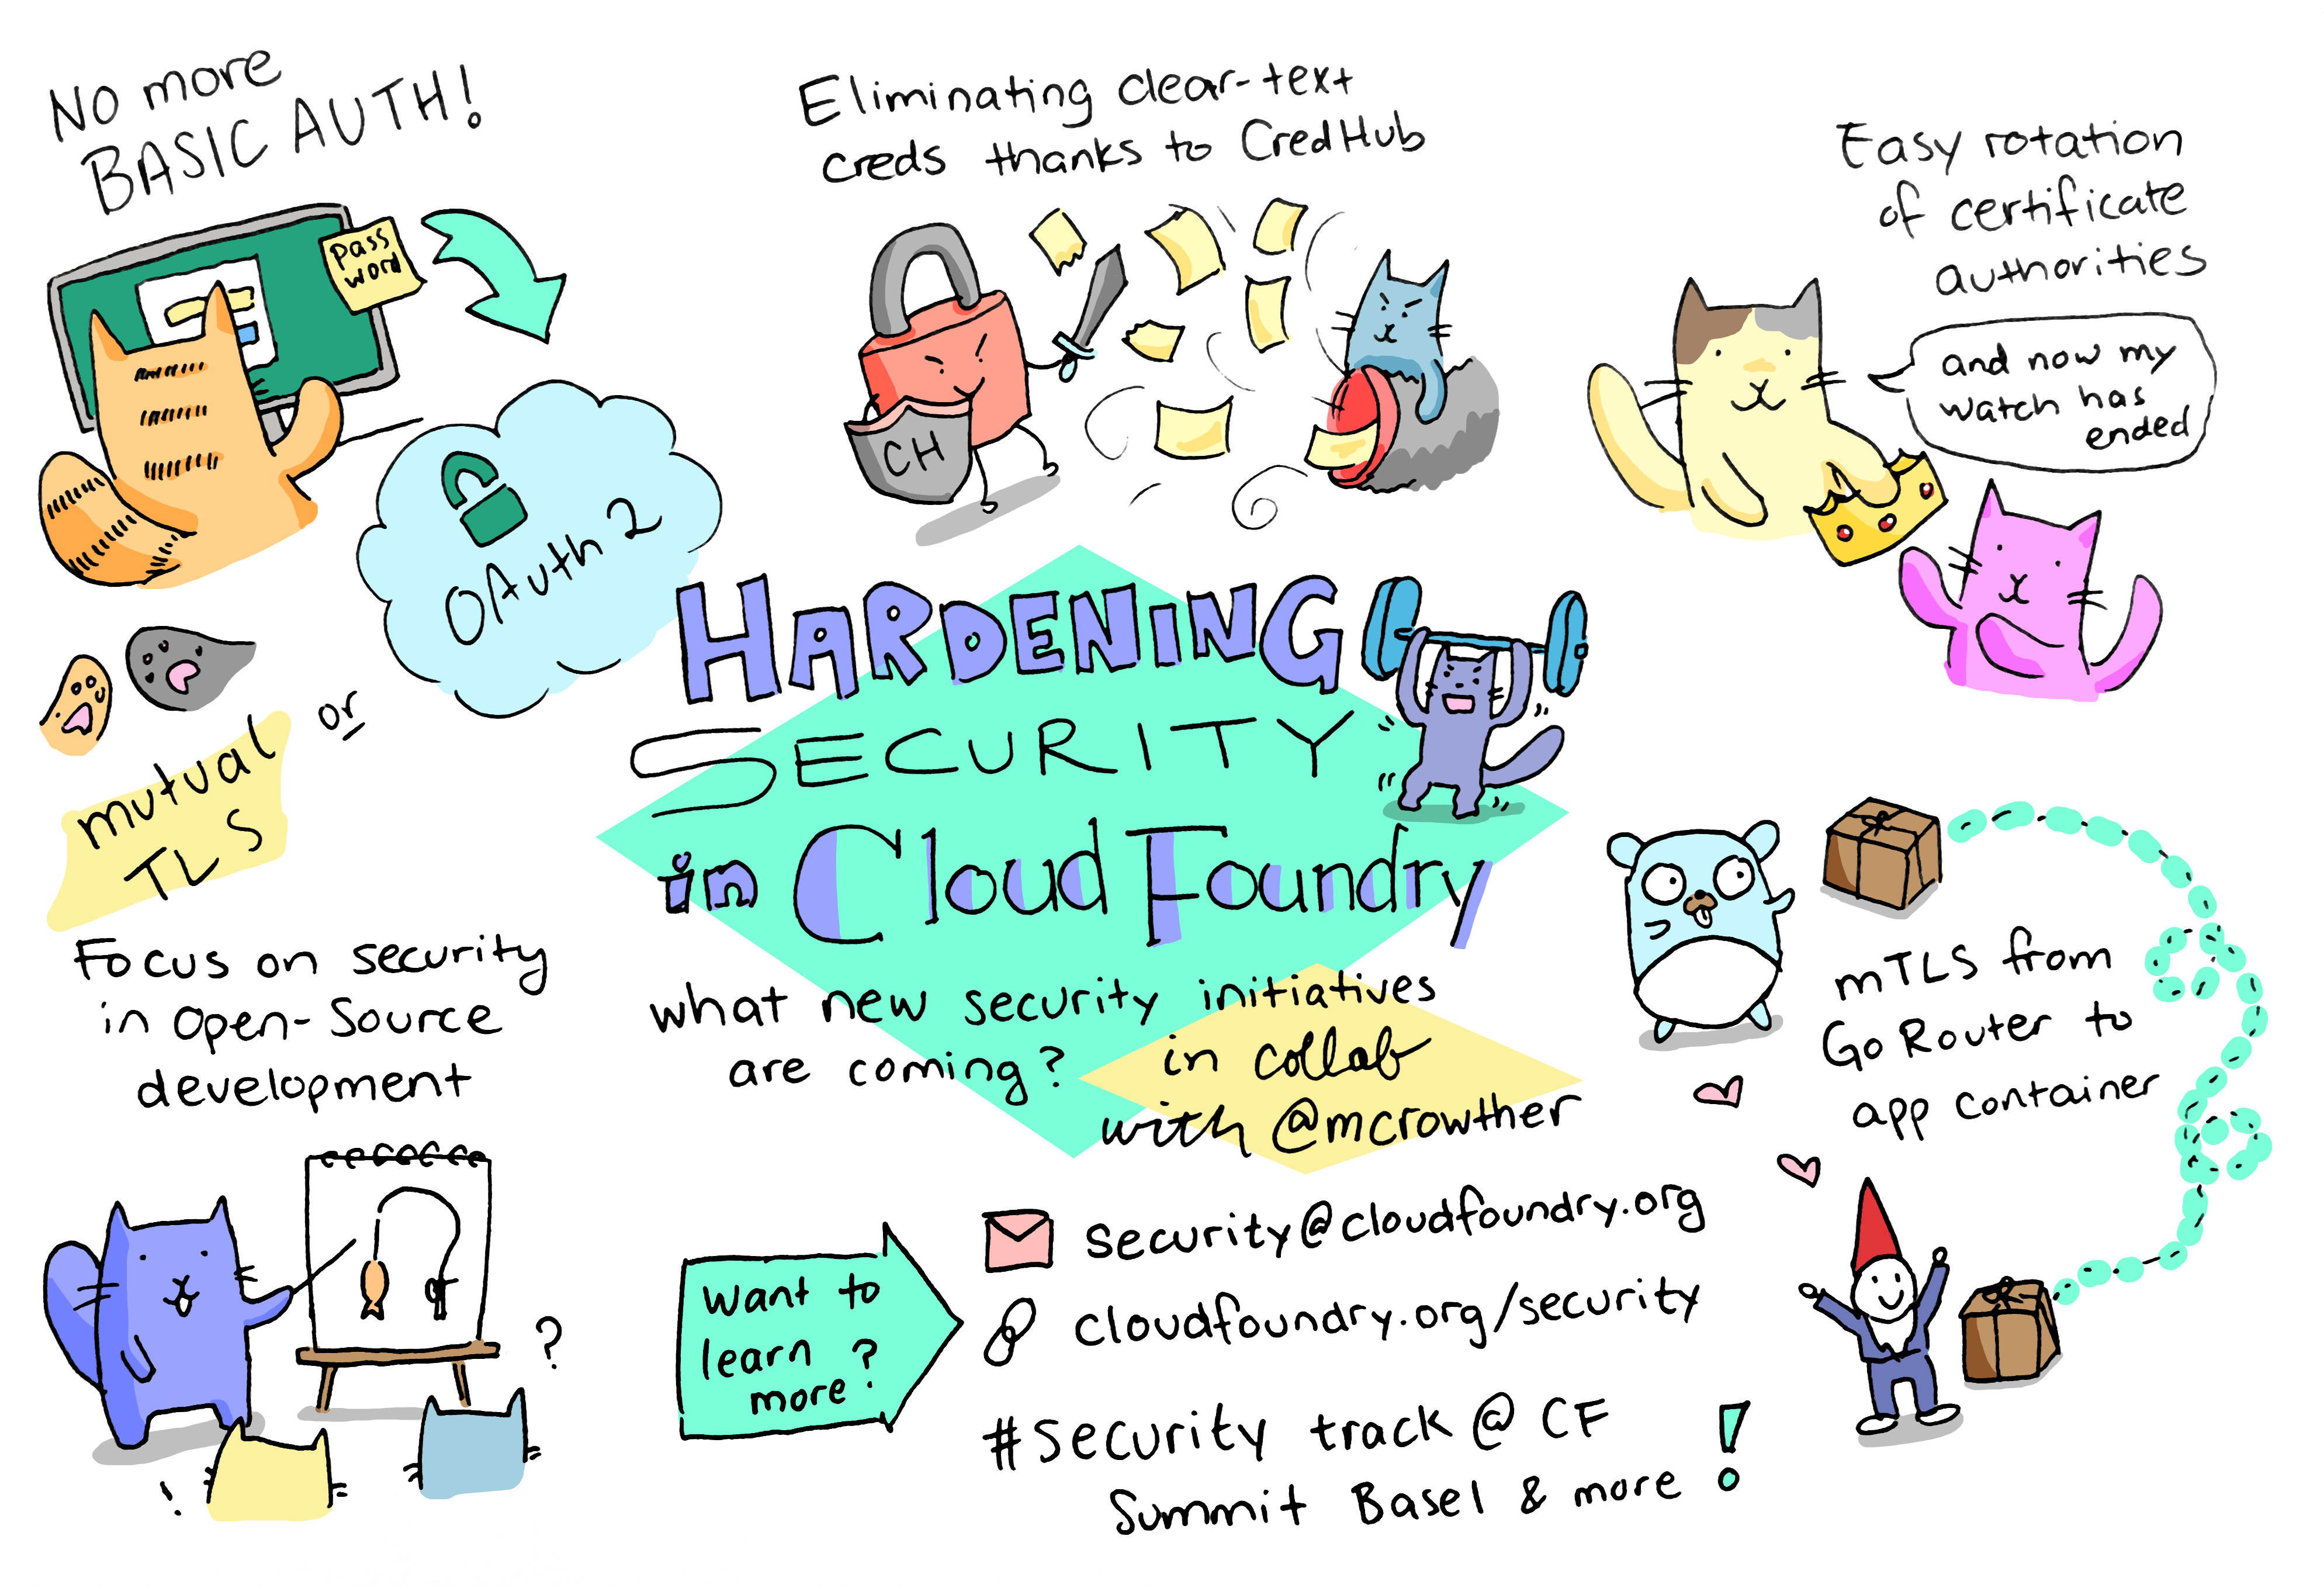 No more
BASIC AUTH!
pass
word
OAuth 2
or
mutual
TLS
Eliminating clear-text
creds thanks to CredHub
CH
Easy rotation
of certificate
authorities
and now my
watch has
ended
HARDENING
SECURITY
in Cloud Foundry
what new security initiatives
are coming?
in collab
with @mcrowther
Focus on security
in open-source
development
!
?
mTLS from
Go Router to
app container
Want to
learn
more?
security@cloudfoundry.org
cloudfoundry.org/security
#Security track @ CF
Summit Basel & more !